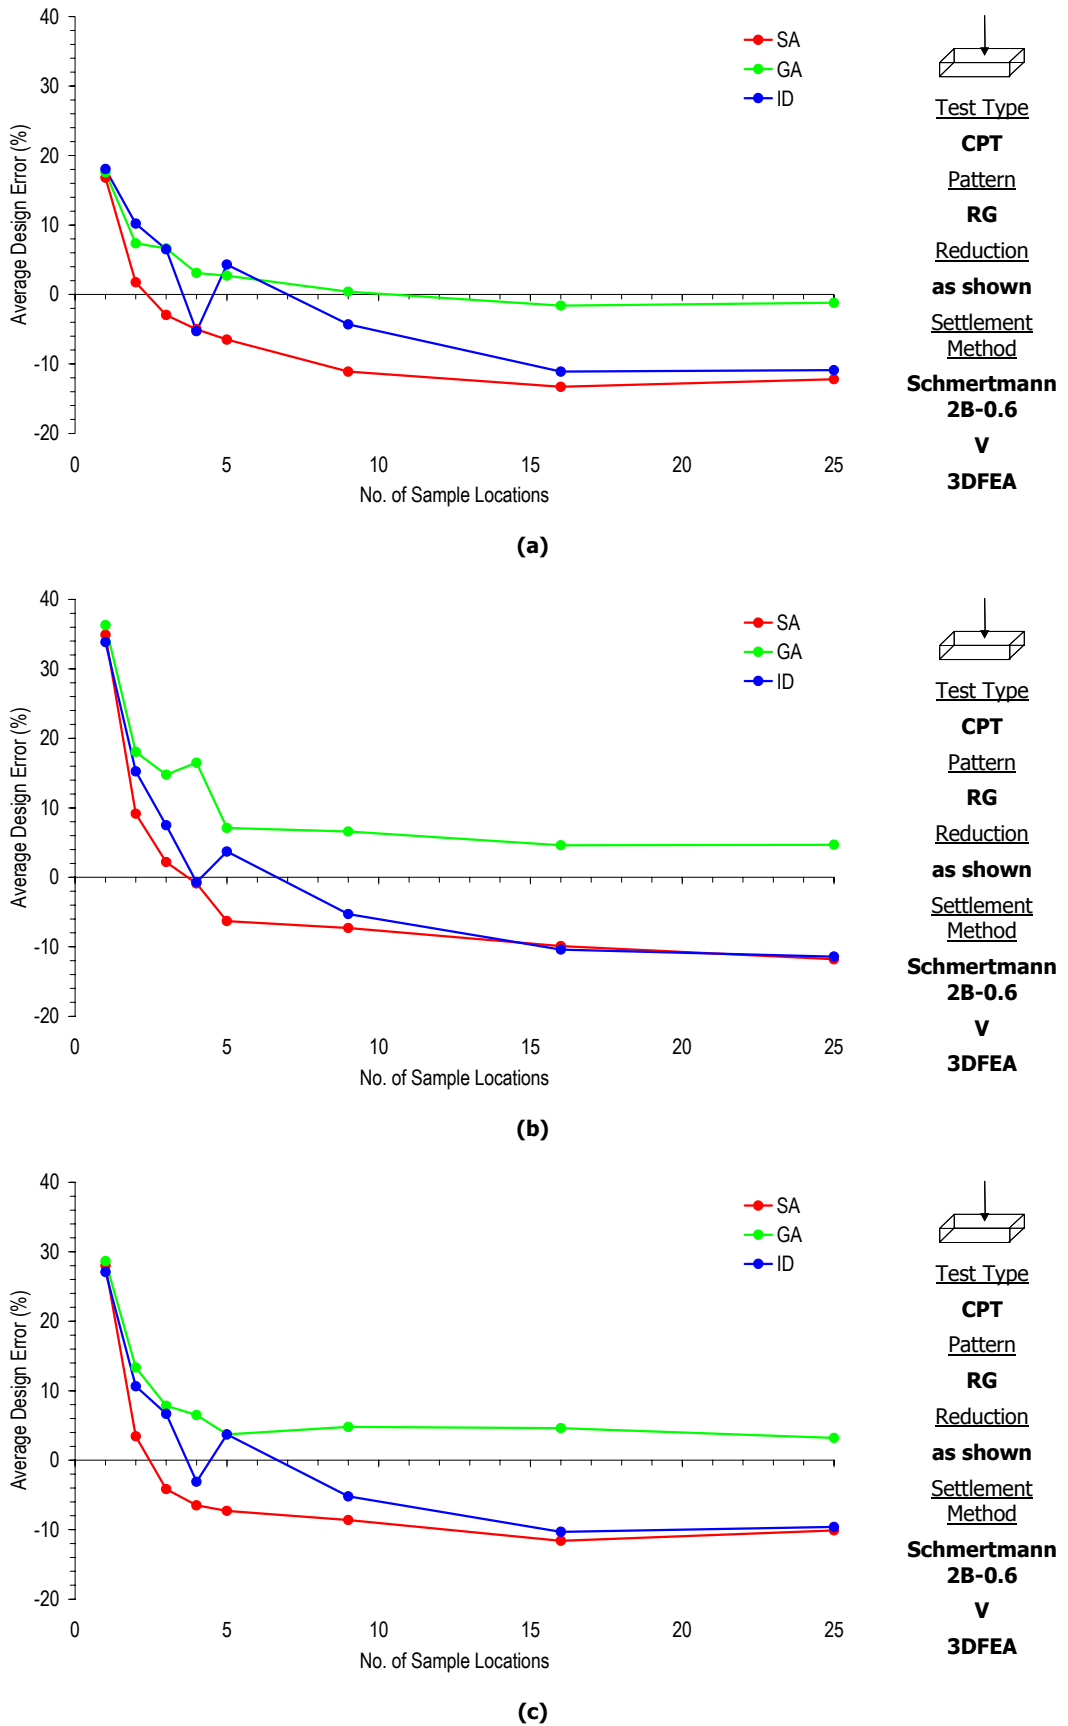 40
30
20
10
0
-10
-20
Average Design Error (%)
0
5
10
15
20
25
No. of Sample Locations
SA
GA
ID
Test Type
CPT
Pattern
RG
Reduction
as shown
Settlement
Method
Schmertmann
2B-0.6
V
3DFEA
(a)
40
30
20
10
0
-10
-20
Average Design Error (%)
0
5
10
15
20
25
No. of Sample Locations
SA
GA
ID
Test Type
CPT
Pattern
RG
Reduction
as shown
Settlement
Method
Schmertmann
2B-0.6
V
3DFEA
(b)
40
30
20
10
0
-10
-20
Average Design Error (%)
0
5
10
15
20
25
No. of Sample Locations
SA
GA
ID
Test Type
CPT
Pattern
RG
Reduction
as shown
Settlement
Method
Schmertmann
2B-0.6
V
3DFEA
(c)